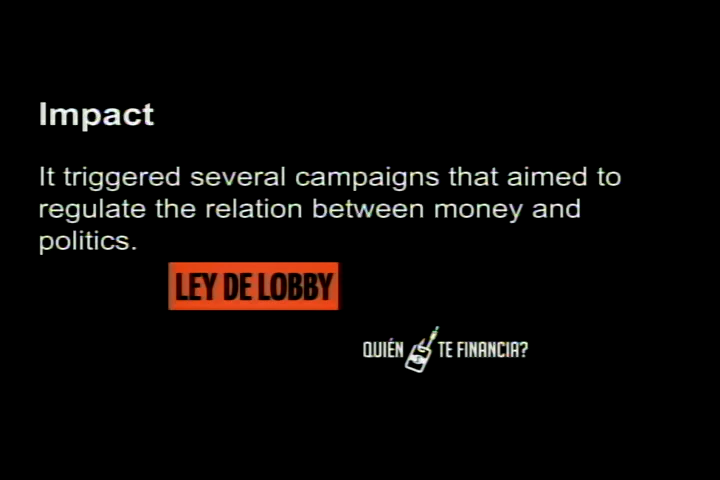 Impact
It triggered several campaigns that aimed to
regulate the relation between money and
politics.
LEY DE LOBBY
QUIÉN TE FINANCIA?